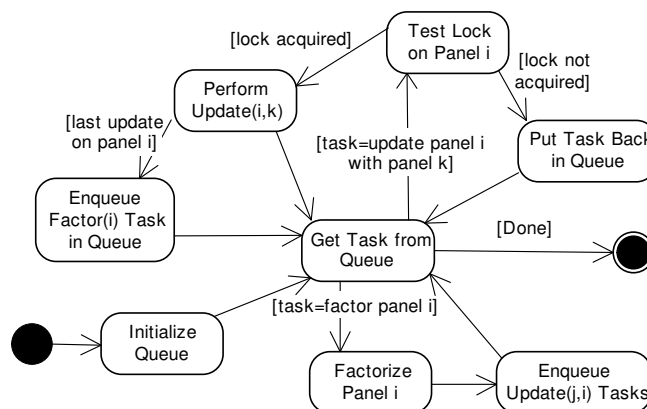 Test Lock
on Panel i
[lock acquired]
[lock not
acquired]
Perform
Update(i,k)
[last update
on panel i]
[task=update panel i
with panel k]
Put Task Back
in Queue
Enqueue
Factor(i) Task
in Queue
Get Task from
Queue
[Done]
[task=factor panel i]
Initialize
Queue
Factorize
Panel i
Enqueue
Update(j,i) Tasks